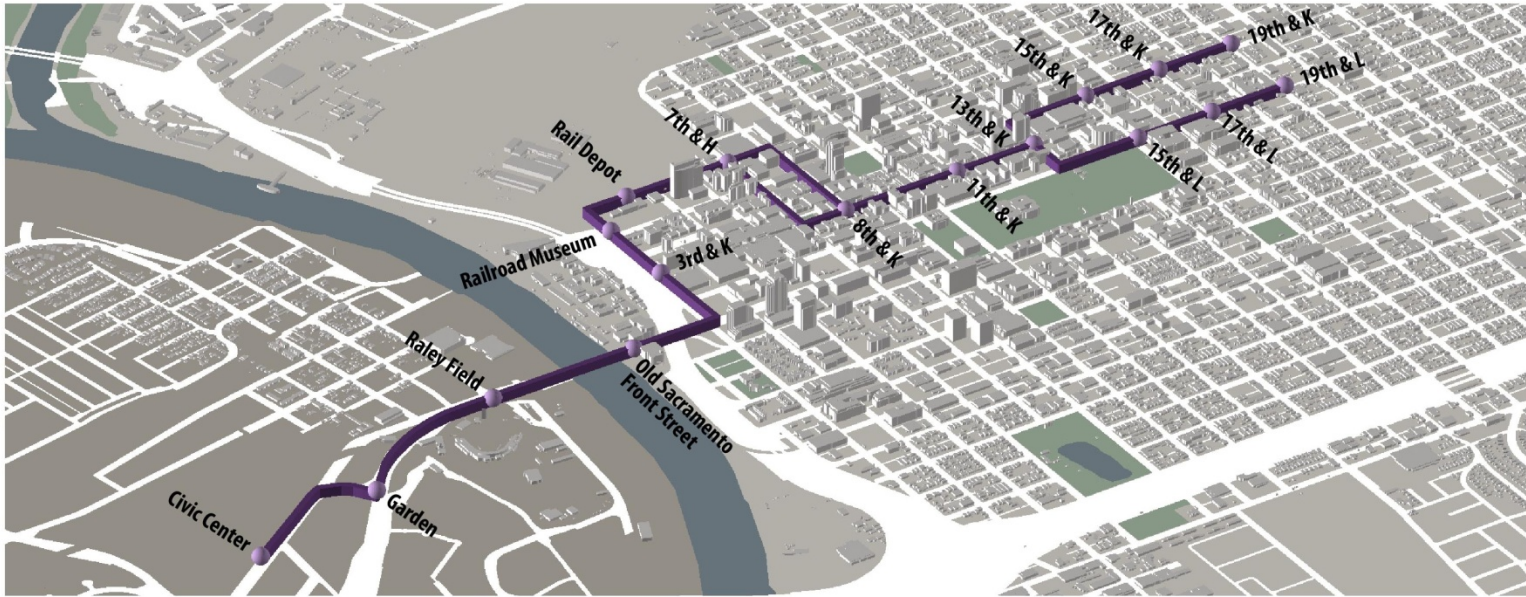 19th & K
17th & K
15th & K
19th & L
13th & K
17th & L
7th & H
15th & L
Rail Depot
11th & K
8th & K
Railroad Museum
3rd & K
Raley Field
Old Sacramento
Front Street
Garden
Civic Center